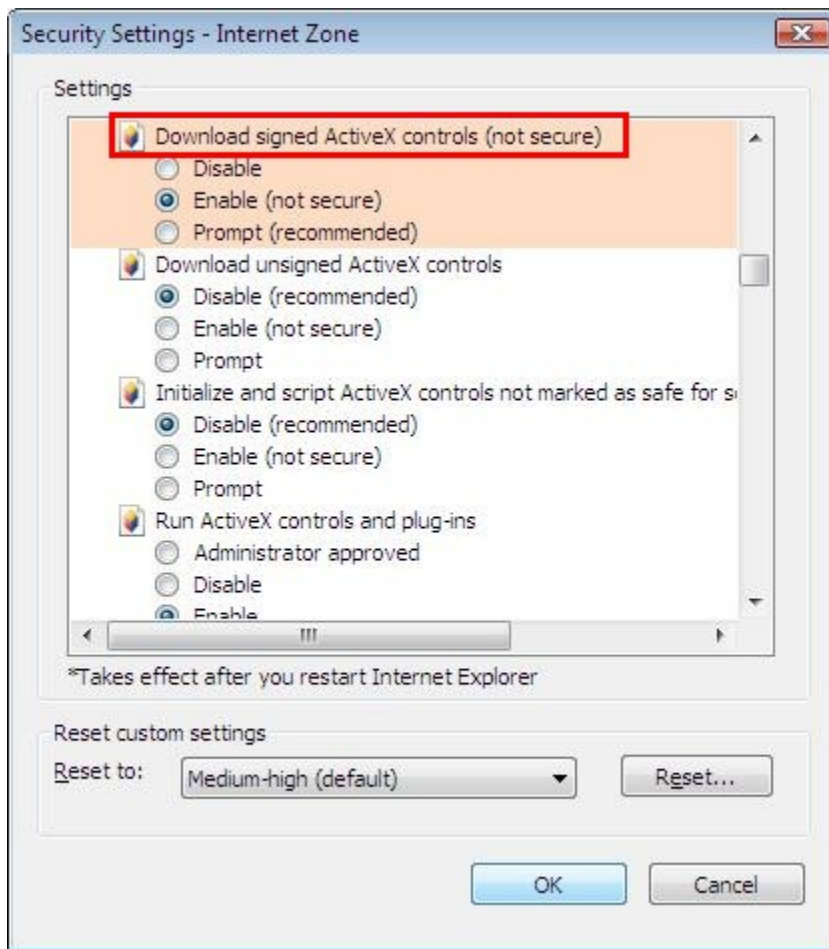 Security Settings - Internet Zone
Settings
Download signed ActiveX controls (not secure)
Disable
Enable (not secure)
Prompt (recommended)
Download unsigned ActiveX controls
Disable (recommended)
Enable (not secure)
Prompt
Initialize and script ActiveX controls not marked as safe for s
Disable (recommended)
Enable (not secure)
Prompt
Run ActiveX controls and plug-ins
Administrator approved
Disable
Enable
*Takes effect after you restart Internet Explorer
Reset custom settings
Reset to: Medium-high (default) Reset...
OK Cancel